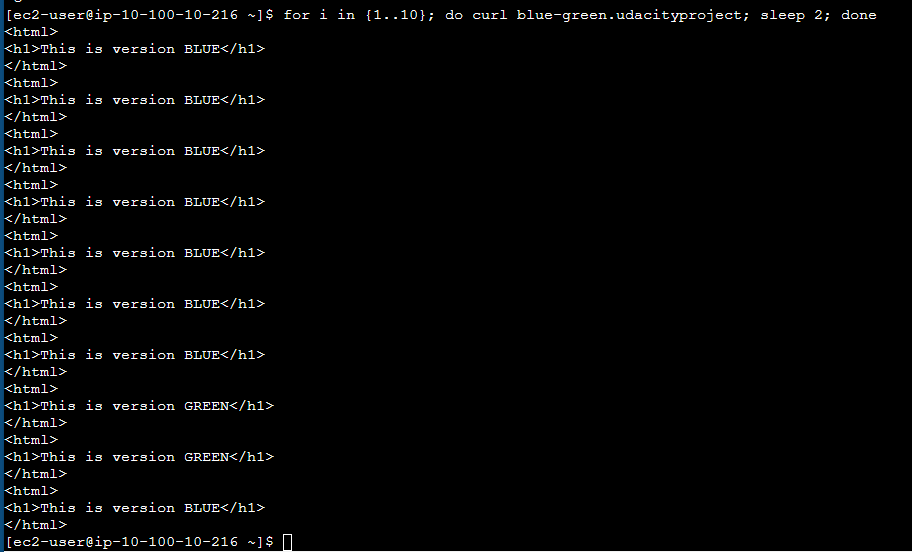 [ec2-user@ip-10-100-10-216 ~]$ for i in {1..10}; do curl blue-green.udacityproject; sleep 2; done
<html>
<h1>This is version BLUE</h1>
</html>
<html>
<h1>This is version BLUE</h1>
</html>
<html>
<h1>This is version BLUE</h1>
</html>
<html>
<h1>This is version BLUE</h1>
</html>
<html>
<h1>This is version BLUE</h1>
</html>
<html>
<h1>This is version BLUE</h1>
</html>
<html>
<h1>This is version BLUE</h1>
</html>
<html>
<h1>This is version GREEN</h1>
</html>
<html>
<h1>This is version GREEN</h1>
</html>
<html>
<h1>This is version BLUE</h1>
</html>
[ec2-user@ip-10-100-10-216 ~]$